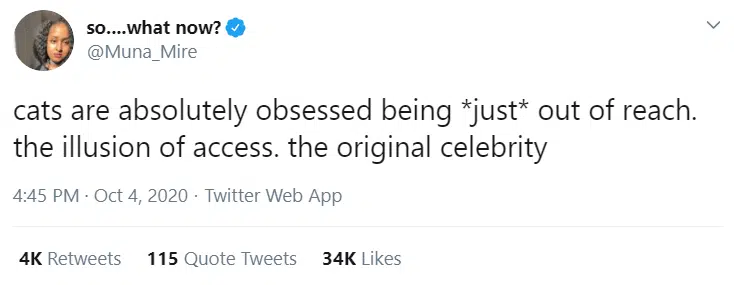 so....what now?
@Muna_Mire
cats are absolutely obsessed being *just* out of reach.
the illusion of access. the original celebrity
4:45 PM · Oct 4, 2020 · Twitter Web App
4K Retweets 115 Quote Tweets 34K Likes